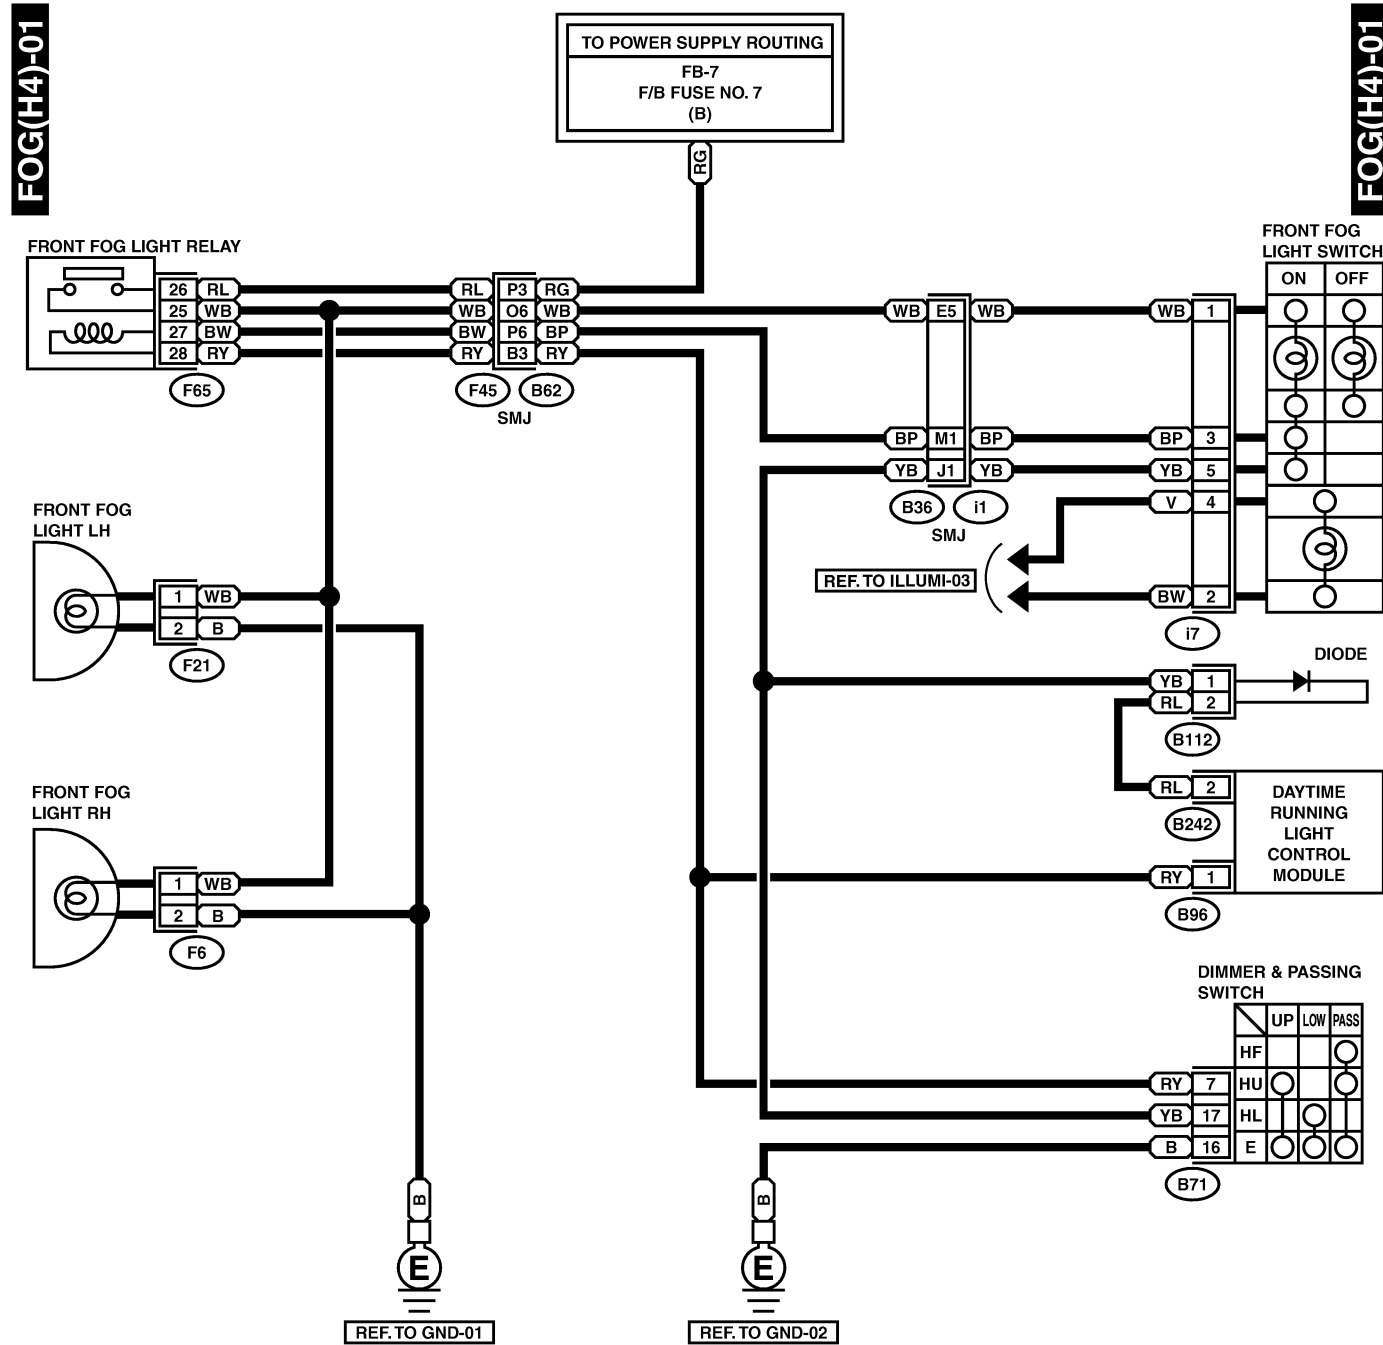 FOG(H4)-01
FOG(H4)-01
TO POWER SUPPLY ROUTING
FB-7
F/B FUSE NO. 7
(B)
RG
FRONT FOG LIGHT RELAY
26 RL
25 WB
27 BW
28 RY
F65
RL P3 RG
WB O6 WB
BW P6 BP
RY B3 RY
F45 B62
SMJ
WB E5 WB
BP M1 BP
YB J1 YB
B36 i1
SMJ
FRONT FOG
LIGHT SWITCH
ON OFF
WB 1
BP 3
YB 5
V 4
BW 2
i7
REF. TO ILLUMI-03
FRONT FOG
LIGHT LH
1 WB
2 B
F21
DIODE
YB 1
RL 2
B112
RL 2
B242
RY 1
B96
DAYTIME
RUNNING
LIGHT
CONTROL
MODULE
FRONT FOG
LIGHT RH
1 WB
2 B
F6
DIMMER & PASSING
SWITCH
UP LOW PASS
HF
RY 7 HU
YB 17 HL
B 16 E
B71
B
E
REF. TO GND-01
B
E
REF. TO GND-02